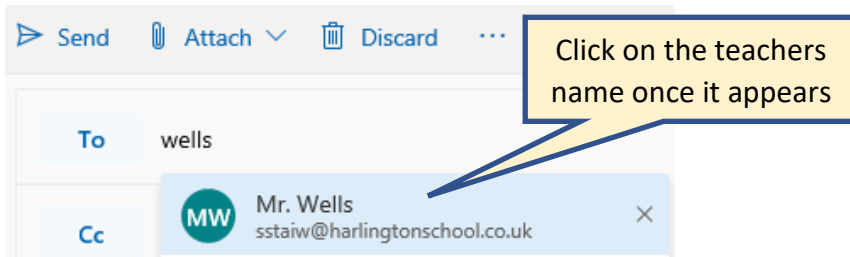 Send Attach Discard ...
Click on the teachers
name once it appears
To wells
Cc
MW
Mr. Wells
sstaiw@harlingtonschool.co.uk